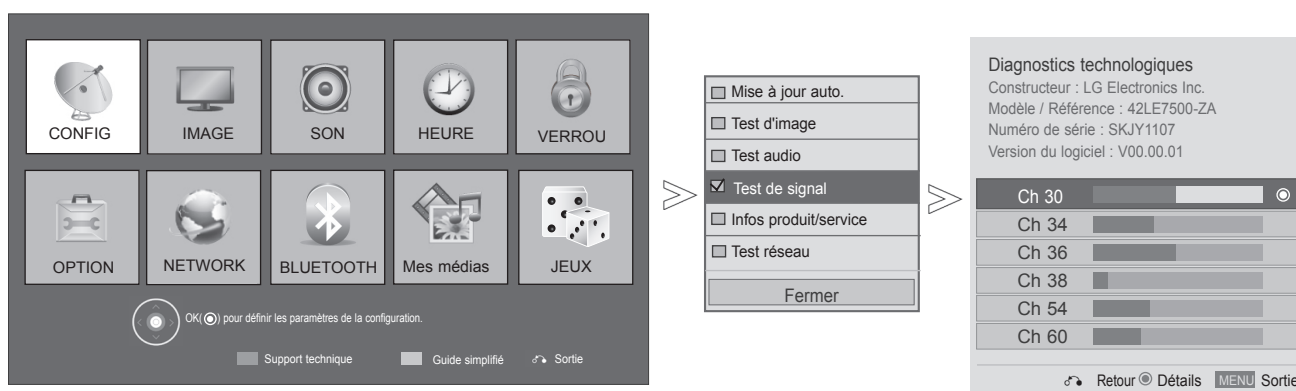 CONFIG IMAGE SON HEURE VERROU
OPTION NETWORK BLUETOOTH Mes médias JEUX
OK( ) pour définir les paramètres de la configuration.
Support technique Guide simplifié Sortie
Mise à jour auto.
Test d'image
Test audio
Test de signal
Infos produit/service
Test réseau
Fermer
Diagnostics technologiques
Constructeur : LG Electronics Inc.
Modèle / Référence : 42LE7500-ZA
Numéro de série : SKJY1107
Version du logiciel : V00.00.01
Ch 30
Ch 34
Ch 36
Ch 38
Ch 54
Ch 60
Retour Détails MENU Sortie